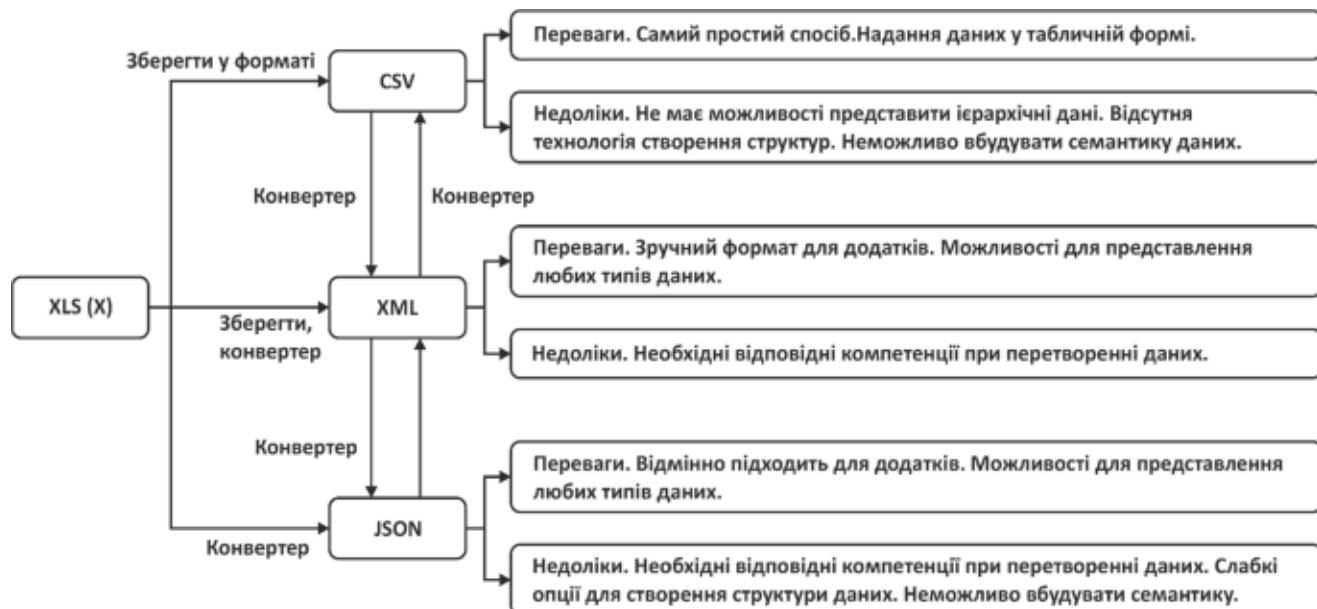 Переваги. Самий простий спосіб.Надання даних у табличній формі.
Зберегти у форматі
CSV
Недоліки. Не має можливості представити ієрархічні дані. Відсутня
технологія створення структур. Неможливо вбудувати семантику даних.
Конвертер
Конвертер
Переваги. Зручний формат для додатків. Можливості для представлення
любих типів даних.
XLS (X)
XML
Зберегти,
конвертер
Недоліки. Необхідні відповідні компетенції при перетворенні даних.
Конвертер
Переваги. Відмінно підходить для додатків. Можливості для представлення
любих типів даних.
JSON
Конвертер
Недоліки. Необхідні відповідні компетенції при перетворенні даних. Слабкі
опції для створення структури даних. Неможливо вбудувати семантику.